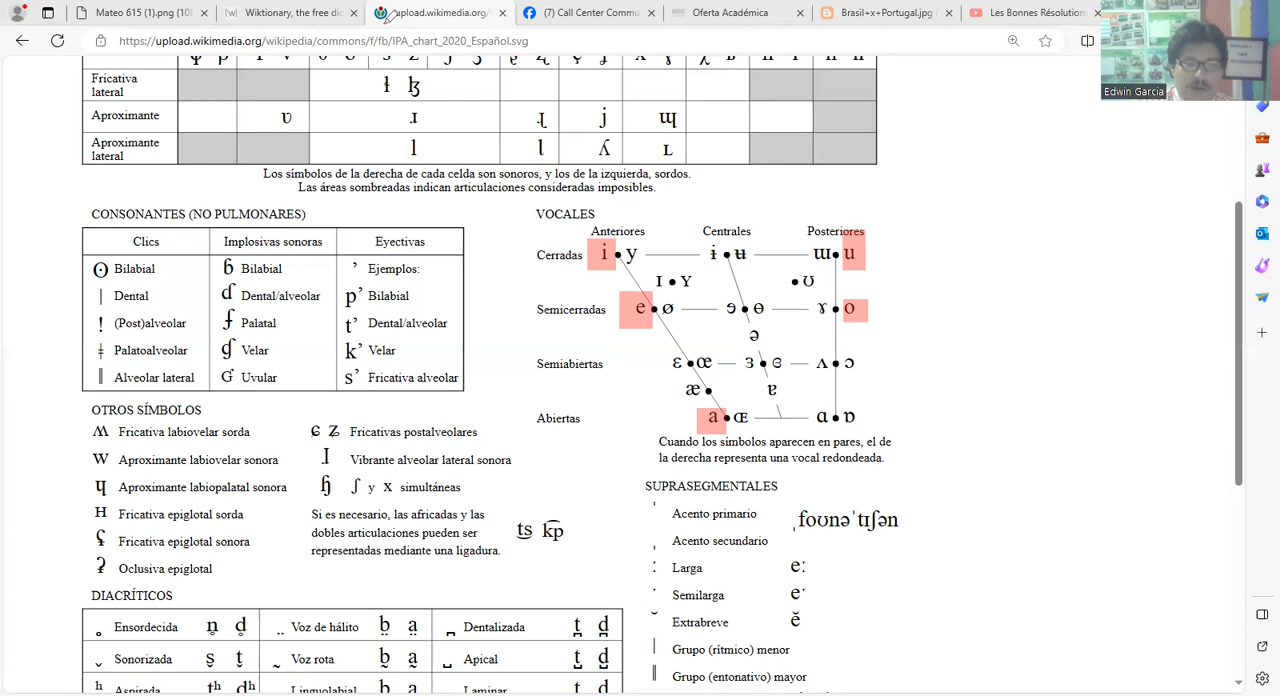 Mateo 615 (1).png (10
Wiktionary, the free dic
upload.wikimedia.org/
(7) Call Center Commu
Oferta Académica
Brasil+x+Portugal.jpg (
Les Bonnes Résolution
https://upload.wikimedia.org/wikipedia/commons/f/fb/IPA_chart_2020_Español.svg
Edwin Garcia
Fricativa
lateral
ɬ ɮ
Aproximante ʋ ɹ ɻ j ɰ
Aproximante
lateral
l ɭ ʎ ʟ
Los símbolos de la derecha de cada celda son sonoros, y los de la izquierda, sordos.
Las áreas sombreadas indican articulaciones consideradas imposibles.
CONSONANTES (NO PULMONARES)
Clics Implosivas sonoras Eyectivas
ʘ Bilabial ɓ Bilabial ʼ Ejemplos:
ǀ Dental ɗ Dental/alveolar pʼ Bilabial
ǃ (Post)alveolar ʄ Palatal tʼ Dental/alveolar
ǂ Palatoalveolar ɠ Velar kʼ Velar
ǁ Alveolar lateral ʛ Uvular sʼ Fricativa alveolar
VOCALES
Anteriores Centrales Posteriores
Cerradas i y ɨ ʉ ɯ u
ɪ ʏ ʊ
Semicerradas e ø ɘ ɵ ɤ o
ə
Semiabiertas ɛ œ ɜ ɞ ʌ ɔ
æ ɐ
Abiertas a ɶ ɑ ɒ
Cuando los símbolos aparecen en pares, el de
la derecha representa una vocal redondeada.
OTROS SÍMBOLOS
ʍ Fricativa labiovelar sorda
w Aproximante labiovelar sonora
ɥ Aproximante labiopalatal sonora
ʜ Fricativa epiglotal sorda
ʢ Fricativa epiglotal sonora
ʡ Oclusiva epiglotal
ɕ ʑ Fricativas postalveolares
ɺ Vibrante alveolar lateral sonora
ɧ ʃ y x simultáneas
Si es necesario, las africadas y las
dobles articulaciones pueden ser
representadas mediante una ligadura.
t͜s k͡p
SUPRASEGMENTALES
ˈ Acento primario ˌfoʊnəˈtɪʃən
ˌ Acento secundario
ː Larga eː
ˑ Semilarga eˑ
˘ Extrabreve ĕ
| Grupo (rítmico) menor
‖ Grupo (entonativo) mayor
DIACRÍTICOS
̥ Ensordecida n̥ d̥ ̤ Voz de hálito b̤ a̤ ̪ Dentalizada t̪ d̪
̬ Sonorizada s̬ t̬ ̰ Voz rota b̰ a̰ ̺ Apical t̺ d̺
ʰ Aspirada tʰ dʰ Linguolabial Laminar